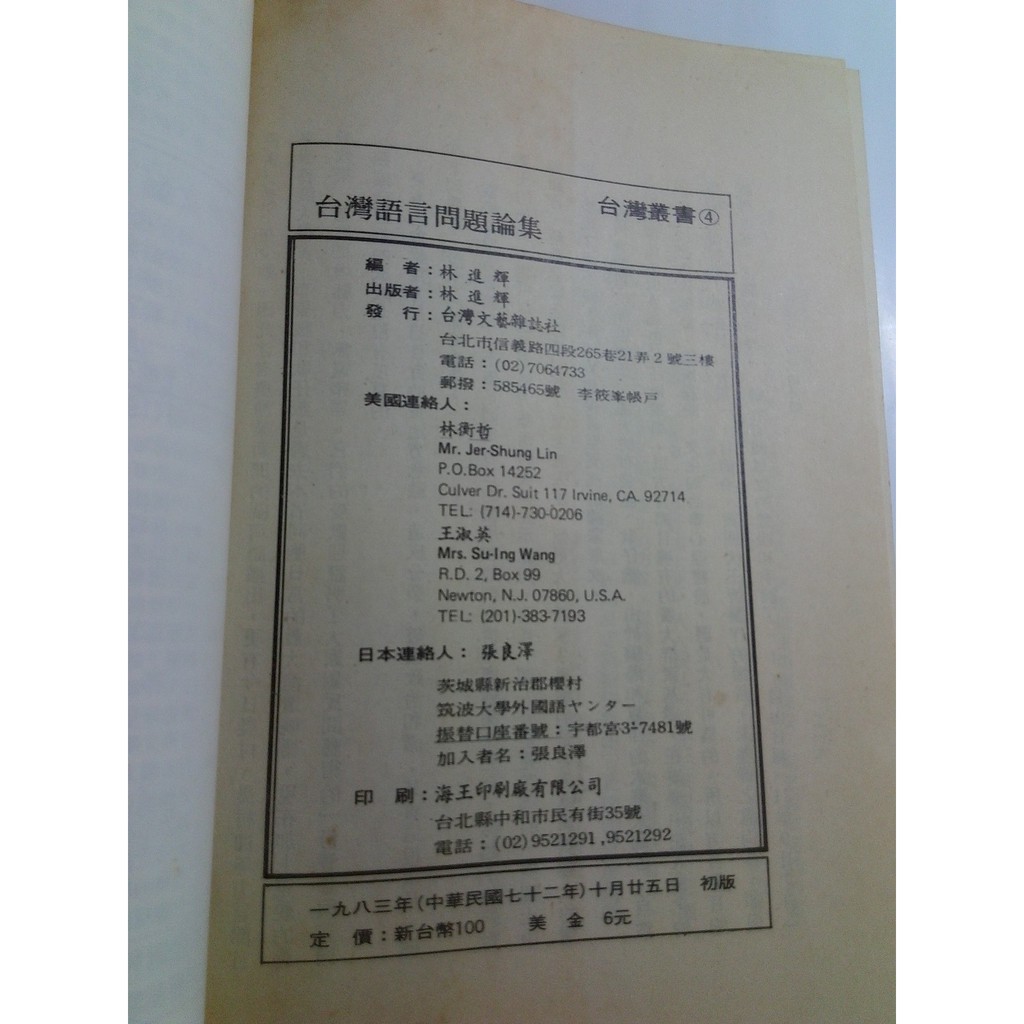 台灣語言問題論集 台灣叢書④
編 者：林進輝
出版者：林進輝
發 行：台灣文藝雜誌社
台北市信義路四段265巷21弄2號三樓
電話：(02)7064733
郵撥：585465號 李筱峯帳戶
美國連絡人：
林衡哲
Mr. Jer-Shung Lin
P.O.Box 14252
Culver Dr. Suit 117 Irvine, CA. 92714
TEL: (714)-730-0206
王淑英
Mrs. Su-Ing Wang
R.D. 2, Box 99
Newton, N.J. 07860, U.S.A.
TEL: (201)-383-7193
日本連絡人：張良澤
茨城縣新治郡櫻村
筑波大學外國語ヤンター
振替口座番號：宇都宮3-7481號
加入者名：張良澤
印 刷：海王印刷廠有限公司
台北縣中和市民有街35號
電話：(02)9521291,9521292
一九八三年(中華民國七十二年)十月廿五日 初版
定 價：新台幣100 美 金 6元